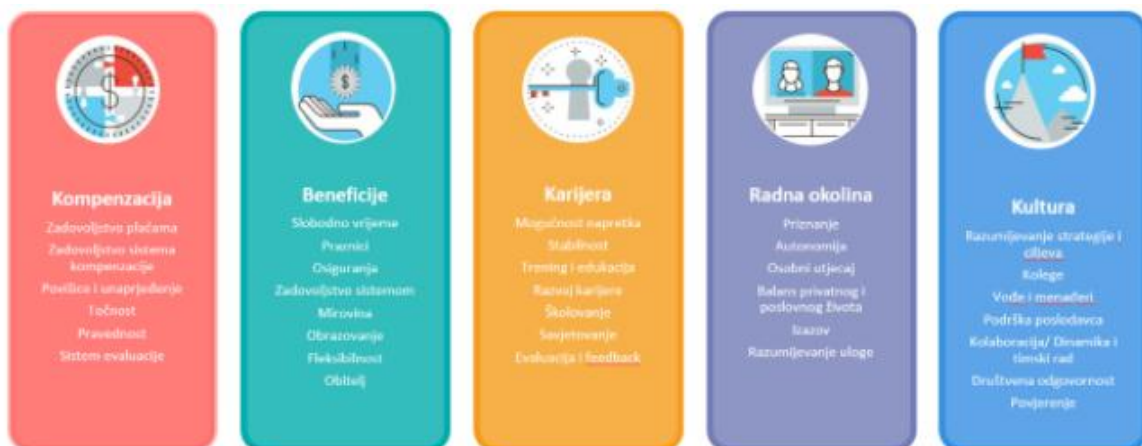 Kompenzacija
Zadovoljstvo plaćama
Zadovoljstvo sistema
kompenzacije
Povišice i unaprjeđenje
Točnost
Pravednost
Sistem evaluacije
Beneficije
Slobodno vrijeme
Praznici
Osiguranja
Zadovoljstvo sistemom
Mirovina
Obrazovanje
Fleksibilnost
Obitelj
Karijera
Mogućnost napretka
Stabilnost
Trening i edukacija
Razvoj karijere
Školovanje
Savjetovanje
Evaluacija i feedback
Radna okolina
Priznanje
Autonomija
Osobni utjecaj
Balans privatnog i
poslovnog života
Izazov
Razumijevanje uloge
Kultura
Razumijevanje strategije i
ciljeva
Kolege
Vođe i menaderi
Podrška poslodavca
Kolaboracija/ Dinamika i
timski rad
Društvena odgovornost
Povjerenje